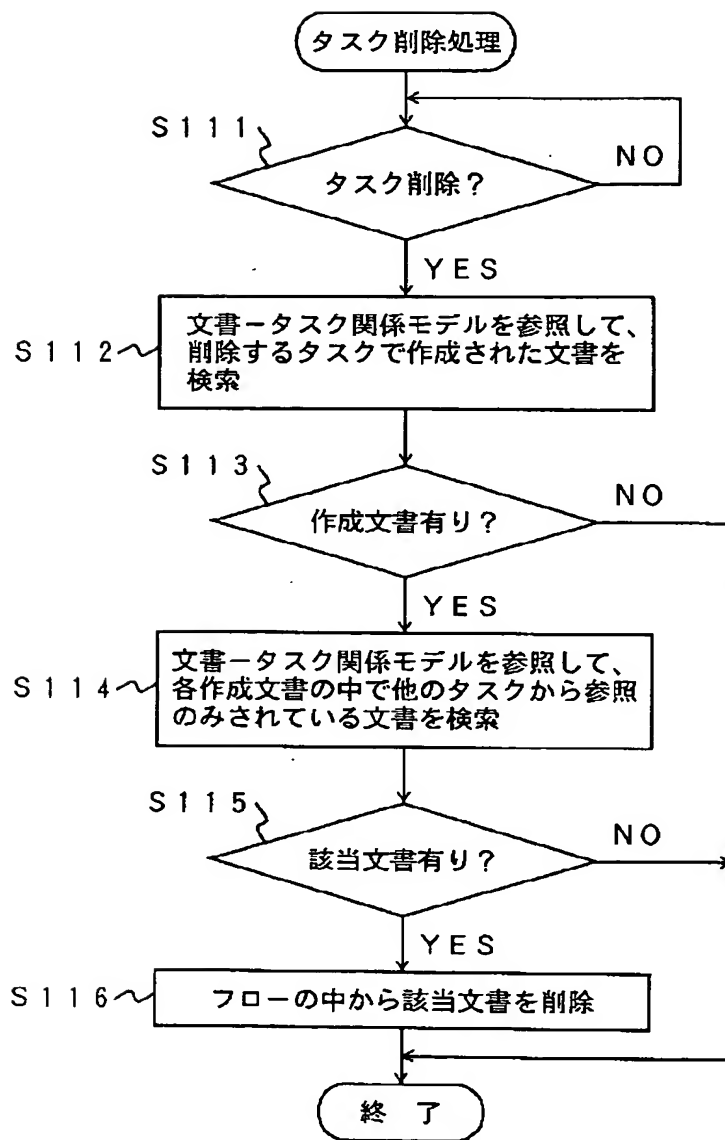 タスク削除処理
S111
NO
タスク削除?
YES
S112
文書-タスク関係モデルを参照して、
削除するタスクで作成された文書を
検索
S113
NO
作成文書有り?
YES
S114
文書-タスク関係モデルを参照して、
各作成文書の中で他のタスクから参照
のみされている文書を検索
S115
NO
該当文書有り?
YES
S116
フローの中から該当文書を削除
終了